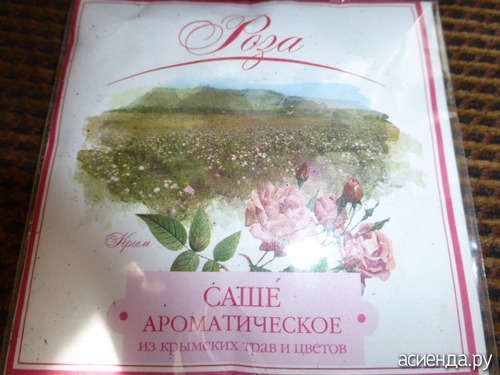 Роза
Крым
САШЕ́
АРОМАТИЧЕСКОЕ
ИЗ КРЫМСКИХ ТРАВ И ЦВЕТОВ
асиенда.ру